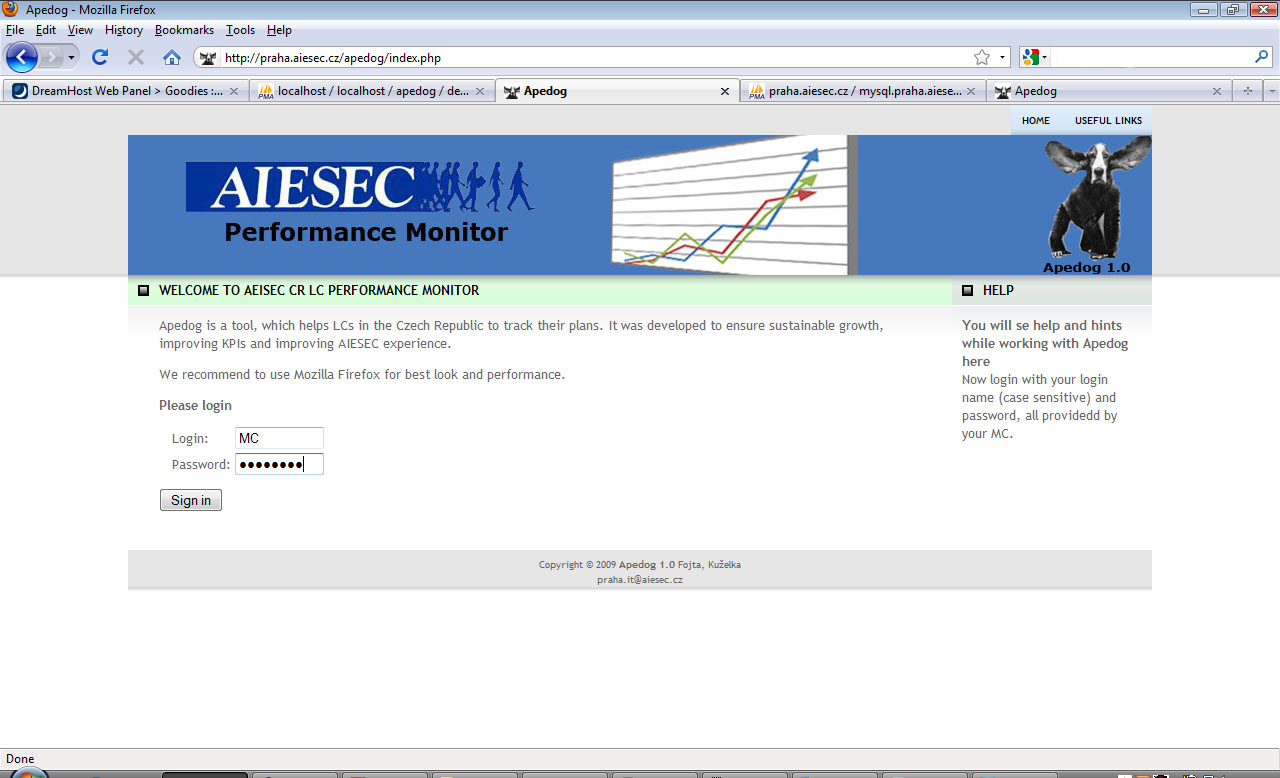 Apedog - Mozilla Firefox
File Edit View History Bookmarks Tools Help
http://praha.aiesec.cz/apedog/index.php
DreamHost Web Panel > Goodies :...
PMA localhost / localhost / apedog / de...
Apedog
PMA praha.aiesec.cz / mysql.praha.aiese...
Apedog
HOME USEFUL LINKS
AIESEC
Performance Monitor
Apedog 1.0
WELCOME TO AEISEC CR LC PERFORMANCE MONITOR
Apedog is a tool, which helps LCs in the Czech Republic to track their plans. It was developed to ensure sustainable growth,
improving KPIs and improving AIESEC experience.
We recommend to use Mozilla Firefox for best look and performance.
Please login
Login: MC
Password: ●●●●●●●●
Sign in
HELP
You will se help and hints
while working with Apedog
here
Now login with your login
name (case sensitive) and
password, all providedd by
your MC.
Copyright © 2009 Apedog 1.0 Fojta, Kuželka
praha.it@aiesec.cz
Done